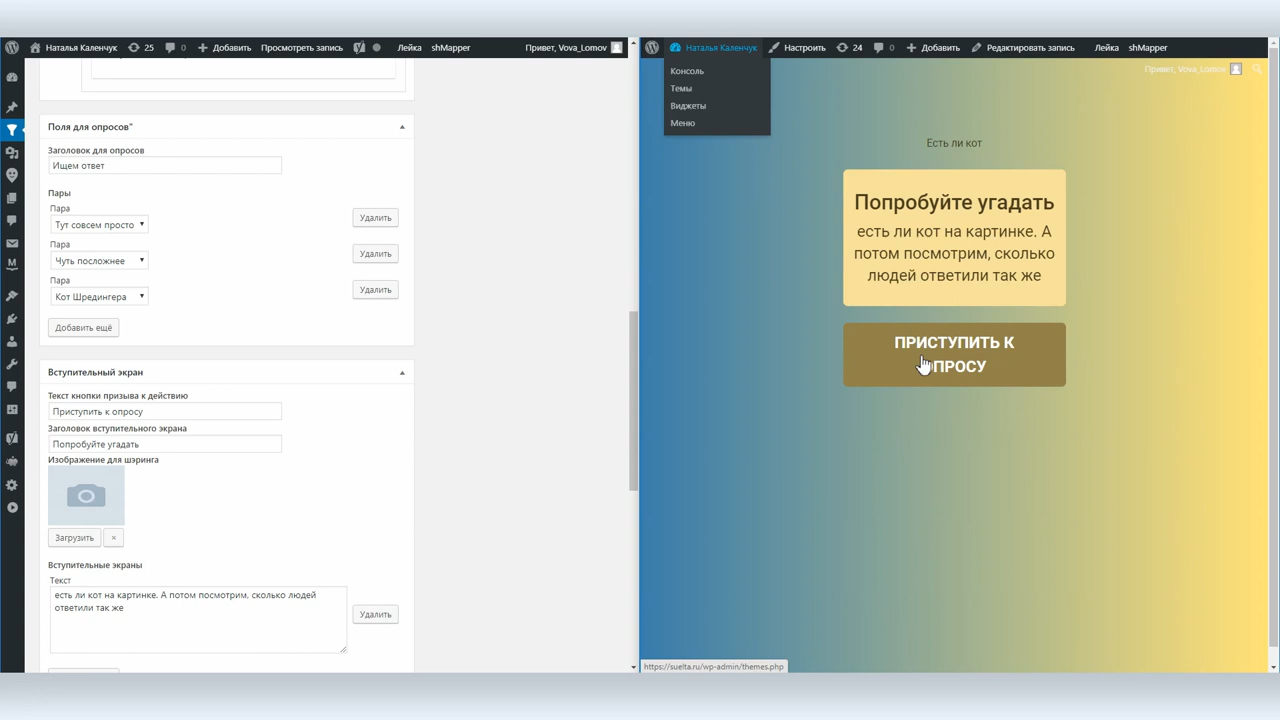 Наталья Каленчук 25 0 Добавить Просмотреть запись Лейка shMapper Привет, Vova_Lomov
Поля для опросов"
Заголовок для опросов
Ищем ответ
Пары
Пара
Тут совсем просто
Удалить
Пара
Чуть посложнее
Удалить
Пара
Кот Шредингера
Удалить
Добавить ещё
Вступительный экран
Текст кнопки призыва к действию
Приступить к опросу
Заголовок вступительного экрана
Попробуйте угадать
Изображение для шэринга
Загрузить ×
Вступительные экраны
Текст
есть ли кот на картинке. А потом посмотрим, сколько людей
ответили так же
Удалить
Наталья Каленчук Настроить 24 0 Добавить Редактировать запись Лейка shMapper
Привет, Vova_Lomov
Консоль
Темы
Виджеты
Меню
Есть ли кот
Попробуйте угадать
есть ли кот на картинке. А
потом посмотрим, сколько
людей ответили так же
ПРИСТУПИТЬ К
ОПРОСУ
https://suelta.ru/wp-admin/themes.php